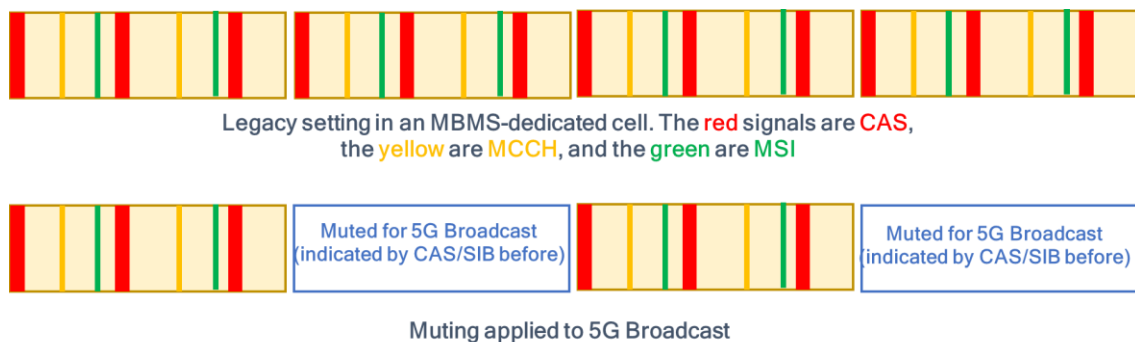 Legacy setting in an MBMS-dedicated cell. The red signals are CAS,
the yellow are MCCH, and the green are MSI
Muted for 5G Broadcast
(indicated by CAS/SIB before)
Muted for 5G Broadcast
(indicated by CAS/SIB before)
Muting applied to 5G Broadcast